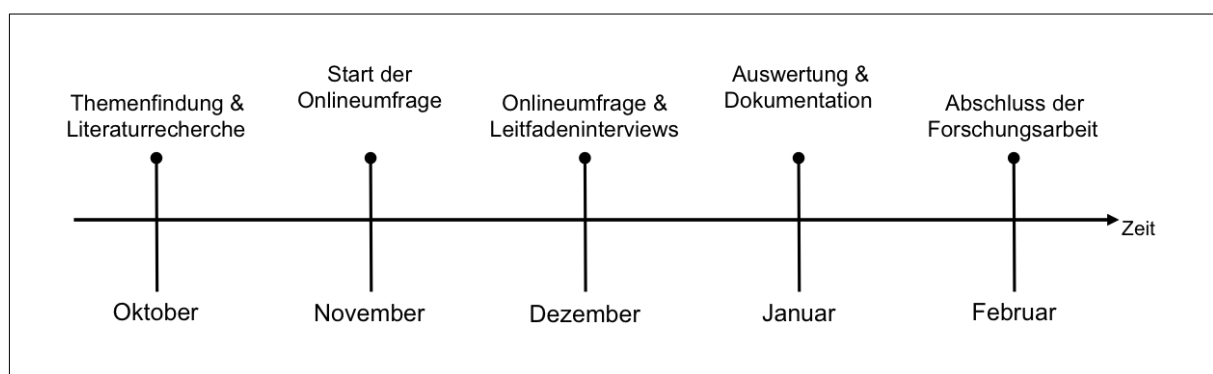 Themenfindung &
Literaturrecherche
Start der
Onlineumfrage
Onlineumfrage &
Leitfadeninterviews
Auswertung &
Dokumentation
Abschluss der
Forschungsarbeit
Zeit
Oktober
November
Dezember
Januar
Februar